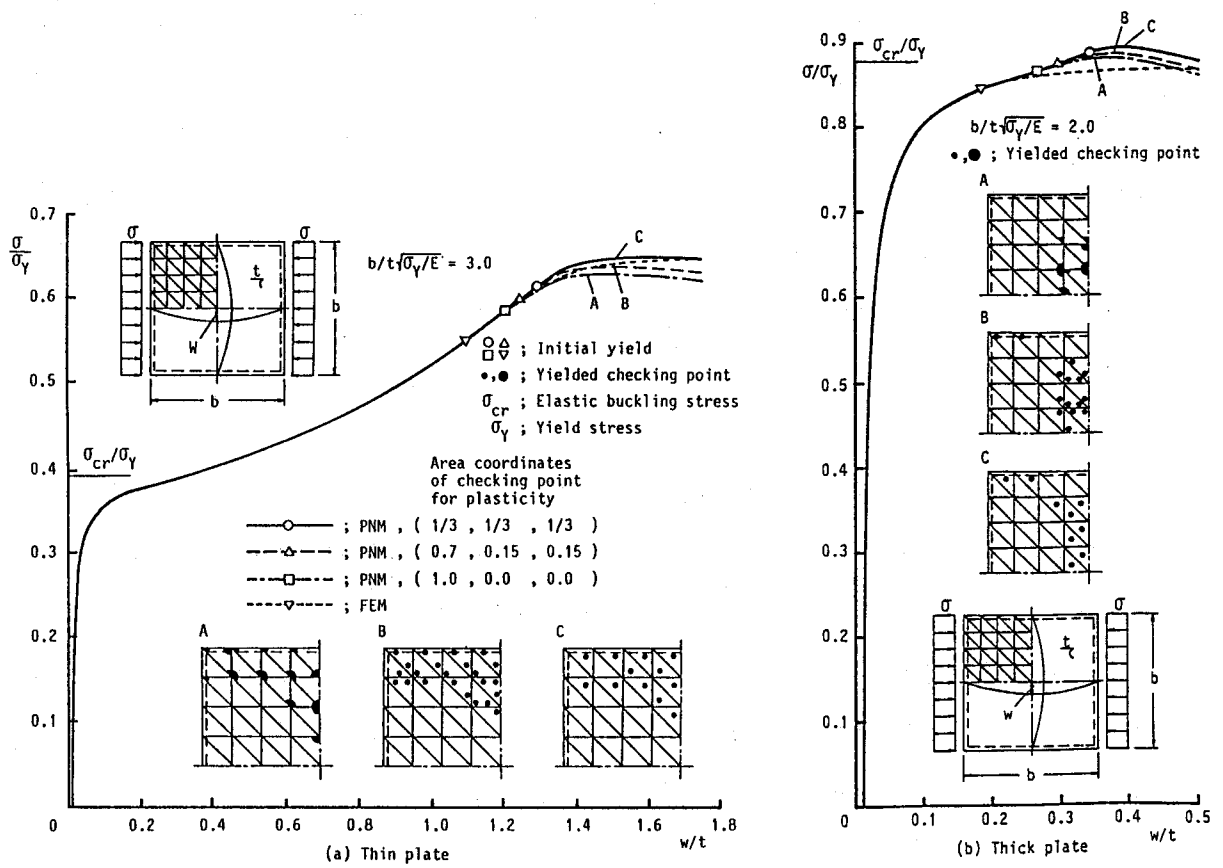 0.7
σ/σY
0.6
0.5
0.4
0.3
0.2
0.1
0
σcr/σY
σ
σ
t
b
W
b
b/t√σY/E = 3.0
C
A
B
; Initial yield
•,● ; Yielded checking point
σcr ; Elastic buckling stress
σY ; Yield stress
Area coordinates
of checking point
for plasticity
; PNM , ( 1/3 , 1/3 , 1/3 )
; PNM , ( 0.7 , 0.15 , 0.15 )
; PNM , ( 1.0 , 0.0 , 0.0 )
; FEM
A
B
C
0.2
0.4
0.6
0.8
1.0
1.2
1.4
1.6
1.8
w/t
(a) Thin plate
0.9
σ/σY
0.8
0.7
0.6
0.5
0.4
0.3
0.2
0.1
0
σcr/σY
B
C
A
b/t√σY/E = 2.0
•,● ; Yielded checking point
A
B
C
σ
σ
t
b
w
b
0.1
0.2
0.3
0.4
0.5
w/t
(b) Thick plate